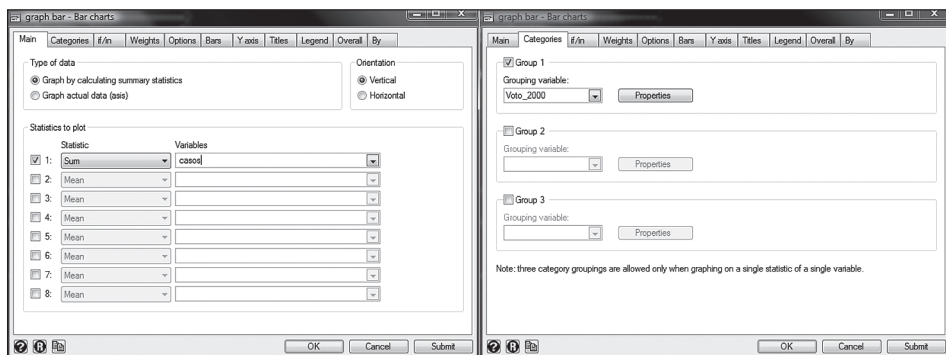 graph bar - Bar charts
Main Categories if/in Weights Options Bars Y axis Titles Legend Overall By
Type of data
Graph by calculating summary statistics
Graph actual data (asis)
Orientation
Vertical
Horizontal
Statistics to plot
Statistic Variables
1: Sum casos
2: Mean
3: Mean
4: Mean
5: Mean
6: Mean
7: Mean
8: Mean
OK Cancel Submit
graph bar - Bar charts
Main Categories if/in Weights Options Bars Y axis Titles Legend Overall By
Group 1
Grouping variable:
Voto_2000 Properties
Group 2
Grouping variable:
Properties
Group 3
Grouping variable:
Properties
Note: three category groupings are allowed only when graphing on a single statistic of a single variable.
OK Cancel Submit